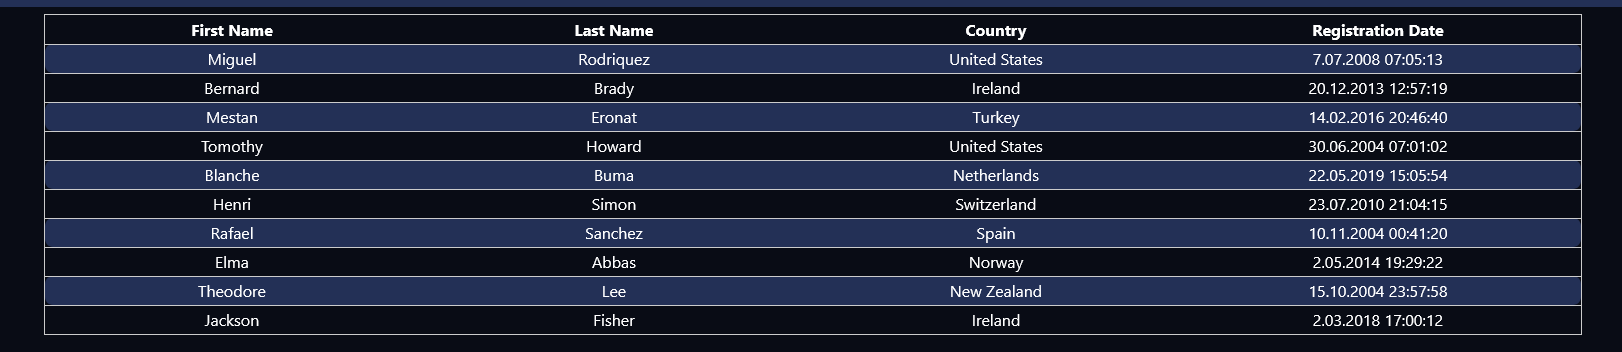 First Name Last Name Country Registration Date
Miguel Rodriquez United States 7.07.2008 07:05:13
Bernard Brady Ireland 20.12.2013 12:57:19
Mestan Eronat Turkey 14.02.2016 20:46:40
Tomothy Howard United States 30.06.2004 07:01:02
Blanche Buma Netherlands 22.05.2019 15:05:54
Henri Simon Switzerland 23.07.2010 21:04:15
Rafael Sanchez Spain 10.11.2004 00:41:20
Elma Abbas Norway 2.05.2014 19:29:22
Theodore Lee New Zealand 15.10.2004 23:57:58
Jackson Fisher Ireland 2.03.2018 17:00:12